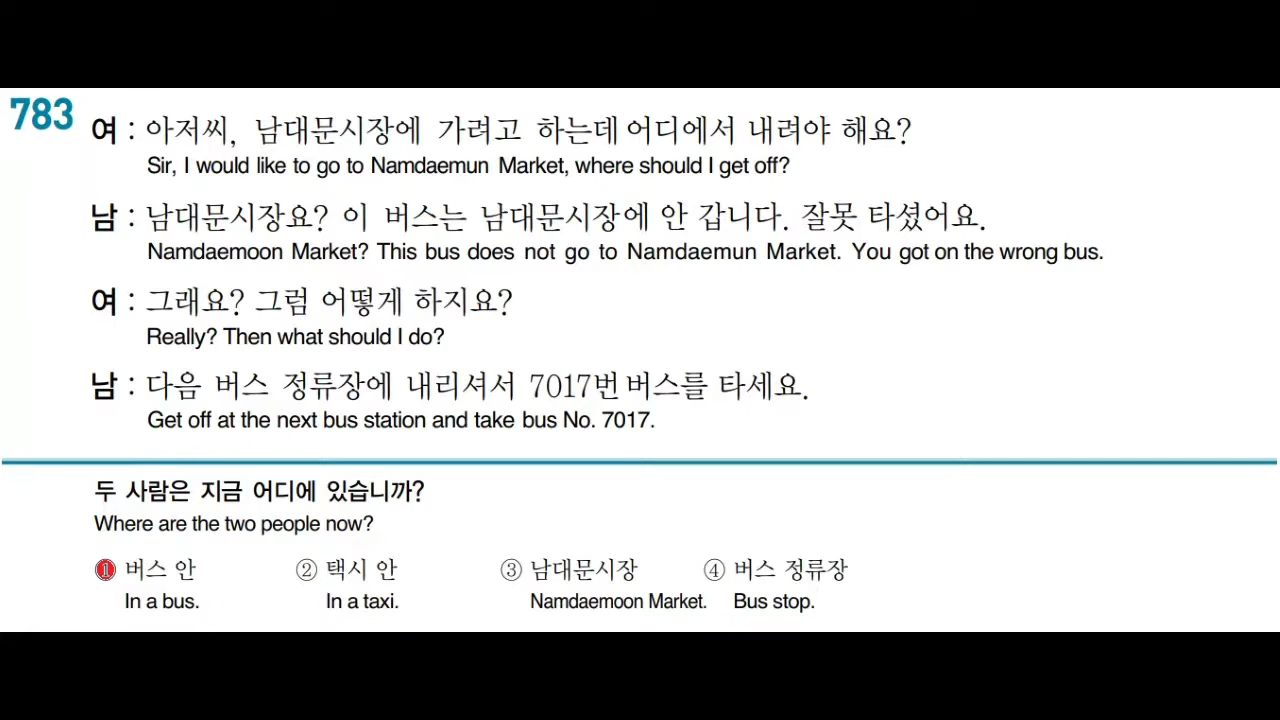 783
여 : 아저씨, 남대문시장에 가려고 하는데 어디에서 내려야 해요?
Sir, I would like to go to Namdaemun Market, where should I get off?
남 : 남대문시장요? 이 버스는 남대문시장에 안 갑니다. 잘못 타셨어요.
Namdaemoon Market? This bus does not go to Namdaemun Market. You got on the wrong bus.
여 : 그래요? 그럼 어떻게 하지요?
Really? Then what should I do?
남 : 다음 버스 정류장에 내리셔서 7017번 버스를 타세요.
Get off at the next bus station and take bus No. 7017.
두 사람은 지금 어디에 있습니까?
Where are the two people now?
① 버스 안 ② 택시 안 ③ 남대문시장 ④ 버스 정류장
In a bus. In a taxi. Namdaemoon Market. Bus stop.